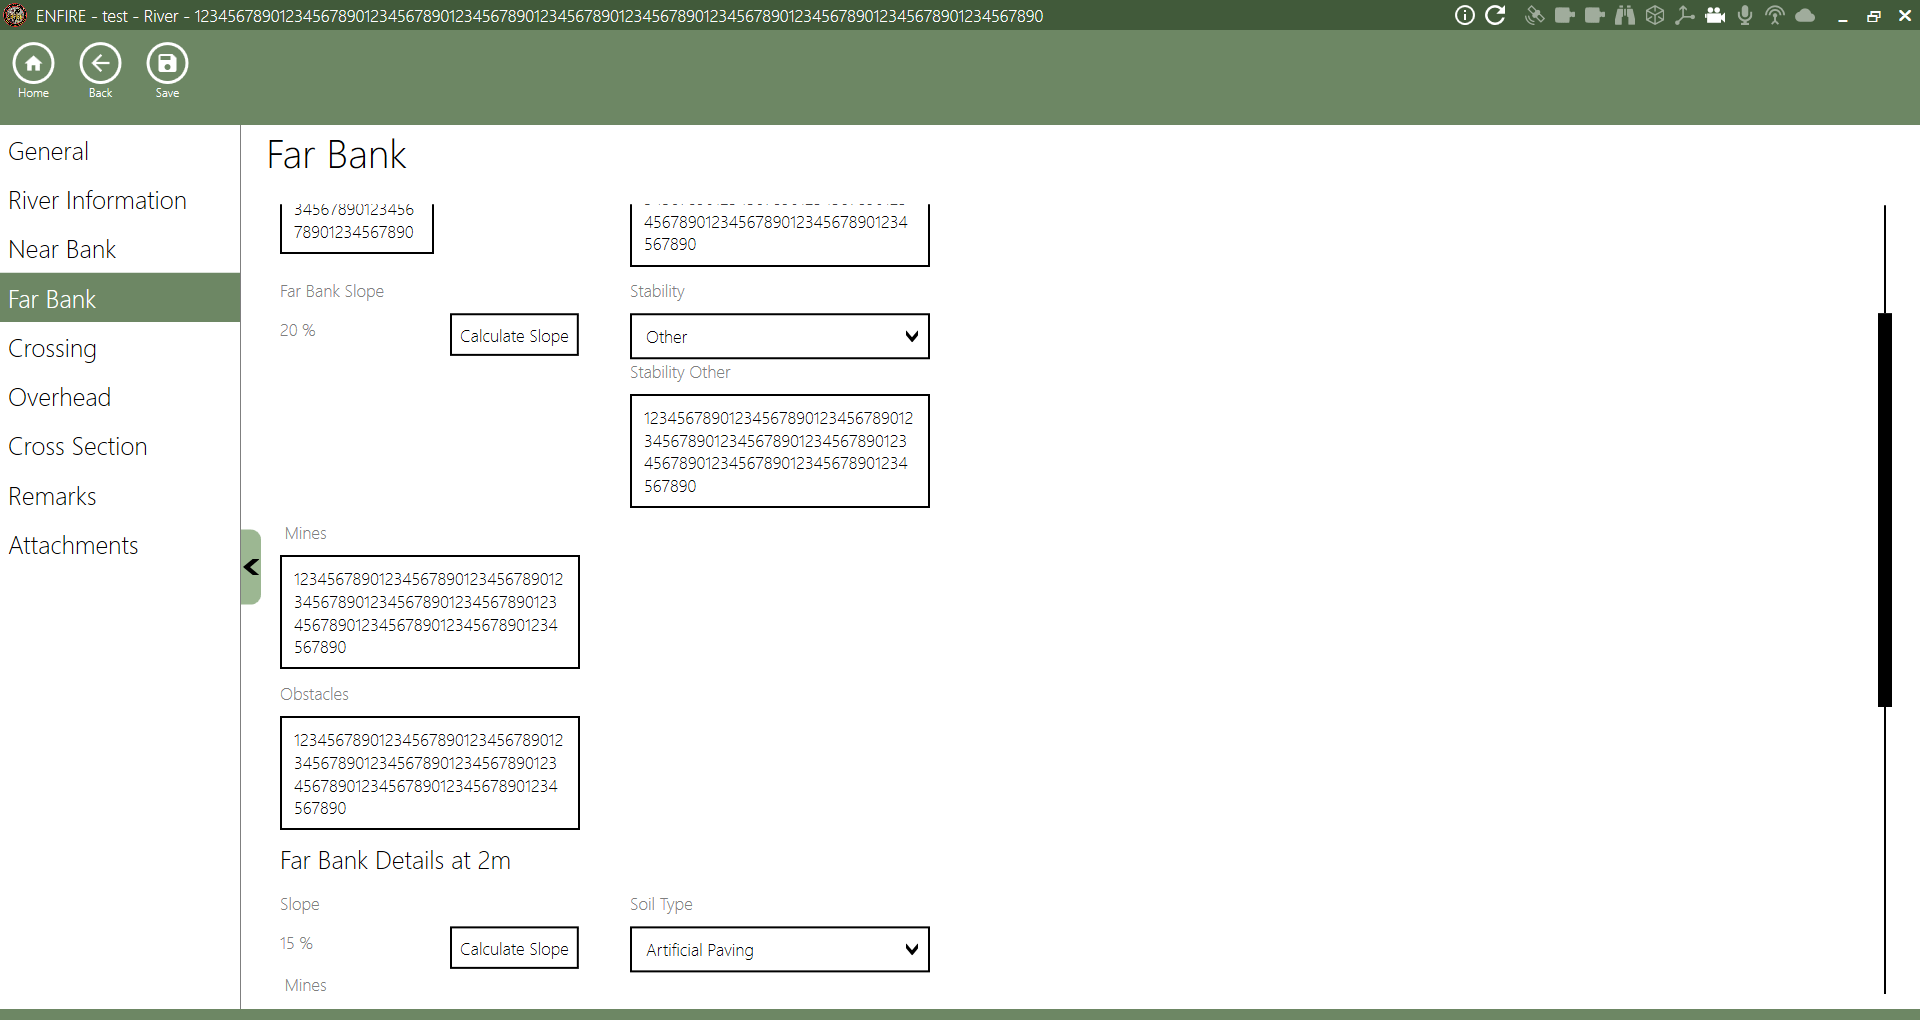 ENFIRE - test - River - 1234567890123456789012345678901234567890123456789012345678901234567890123456789012345678901234567890
Home
Back
Save
General
River Information
Near Bank
Far Bank
Crossing
Overhead
Cross Section
Remarks
Attachments
Far Bank
34567890123456
78901234567890
4567890123456789012345678901234
567890
Far Bank Slope
20 %
Calculate Slope
Stability
Other
Stability Other
12345678901234567890123456789012
3456789012345678901234567890123
4567890123456789012345678901234
567890
Mines
12345678901234567890123456789012
3456789012345678901234567890123
4567890123456789012345678901234
567890
Obstacles
12345678901234567890123456789012
3456789012345678901234567890123
4567890123456789012345678901234
567890
Far Bank Details at 2m
Slope
15 %
Calculate Slope
Soil Type
Artificial Paving
Mines